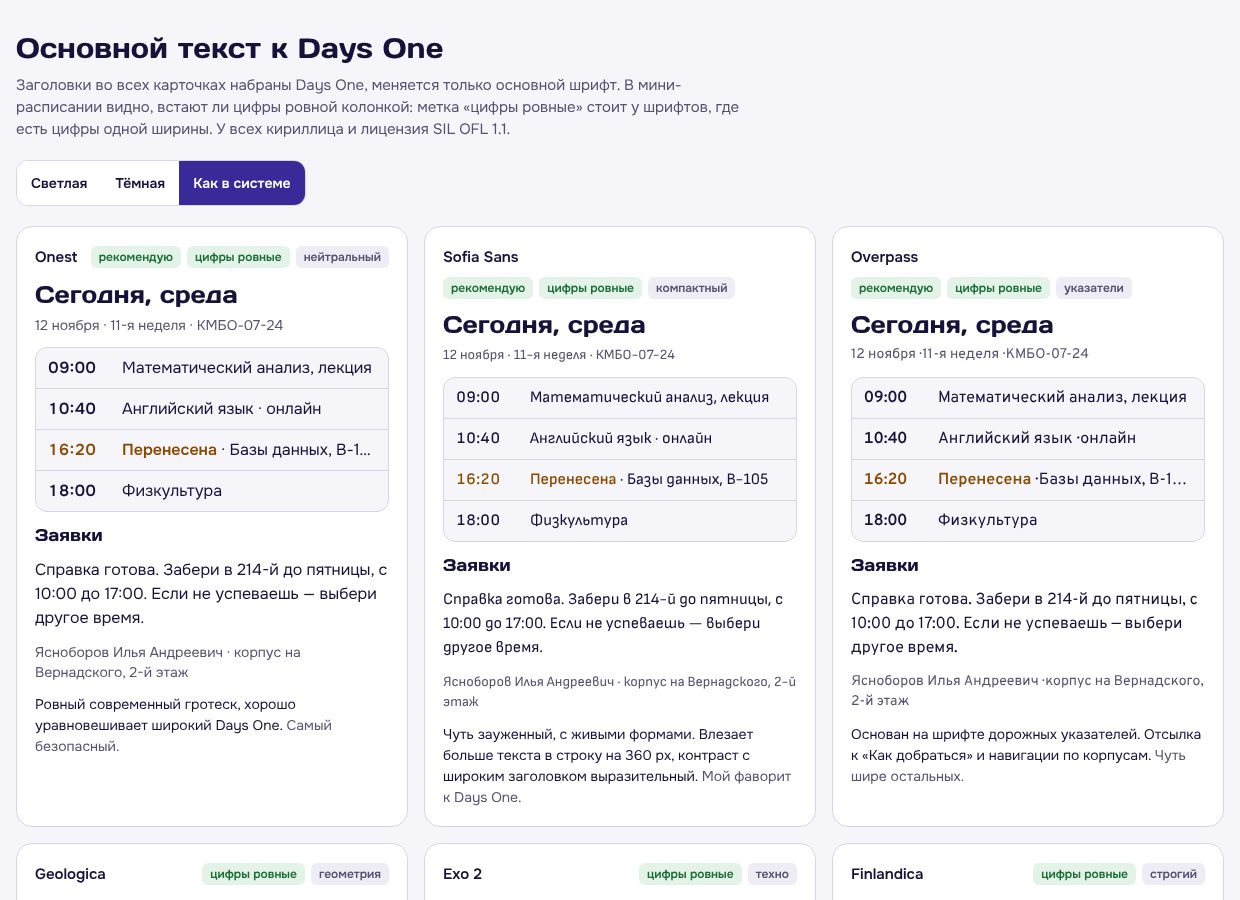 Основной текст к Days One
Заголовки во всех карточках набраны Days One, меняется только основной шрифт. В мини-
расписании видно, встают ли цифры ровной колонкой; метка «цифры ровные» стоит у шрифтов, где
есть цифры одной ширины. У всех кириллица и лицензия SIL OFL 1.1.
Светлая Тёмная Как в системе
Onest рекомендую цифры ровные нейтральный
Сегодня, среда
12 ноября · 11-я неделя · КМБО-07-24
09:00 Математический анализ, лекция
10:40 Английский язык · онлайн
16:20 Перенесена · Базы данных, В-1...
18:00 Физкультура
Заявки
Справка готова. Забери в 214-й до пятницы, с
10:00 до 17:00. Если не успеваешь — выбери
другое время.
Ясноборов Илья Андреевич · корпус на
Вернадского, 2-й этаж
Ровный современный гротеск, хорошо
уравновешивает широкий Days One. Самый
безопасный.
Sofia Sans
рекомендую цифры ровные компактный
Сегодня, среда
12 ноября · 11-я неделя · КМБО-07-24
09:00 Математический анализ, лекция
10:40 Английский язык · онлайн
16:20 Перенесена · Базы данных, В-105
18:00 Физкультура
Заявки
Справка готова. Забери в 214-й до пятницы, с
10:00 до 17:00. Если не успеваешь — выбери
другое время.
Ясноборов Илья Андреевич · корпус на Вернадского, 2-й
этаж
Чуть зауженный, с живыми формами. Влезает
больше текста в строку на 360 px, контраст с
широким заголовком выразительный. Мой фаворит
к Days One.
Overpass
рекомендую цифры ровные указатели
Сегодня, среда
12 ноября ·11-я неделя ·КМБО-07-24
09:00 Математический анализ, лекция
10:40 Английский язык ·онлайн
16:20 Перенесена ·Базы данных, В-1...
18:00 Физкультура
Заявки
Справка готова. Забери в 214-й до пятницы, с
10:00 до 17:00. Если не успеваешь — выбери
другое время.
Ясноборов Илья Андреевич ·корпус на Вернадского,
2-й этаж
Основан на шрифте дорожных указателей. Отсылка
к «Как добраться» и навигации по корпусам. Чуть
шире остальных.
Geologica цифры ровные геометрия
Exo 2 цифры ровные техно
Finlandica цифры ровные строгий